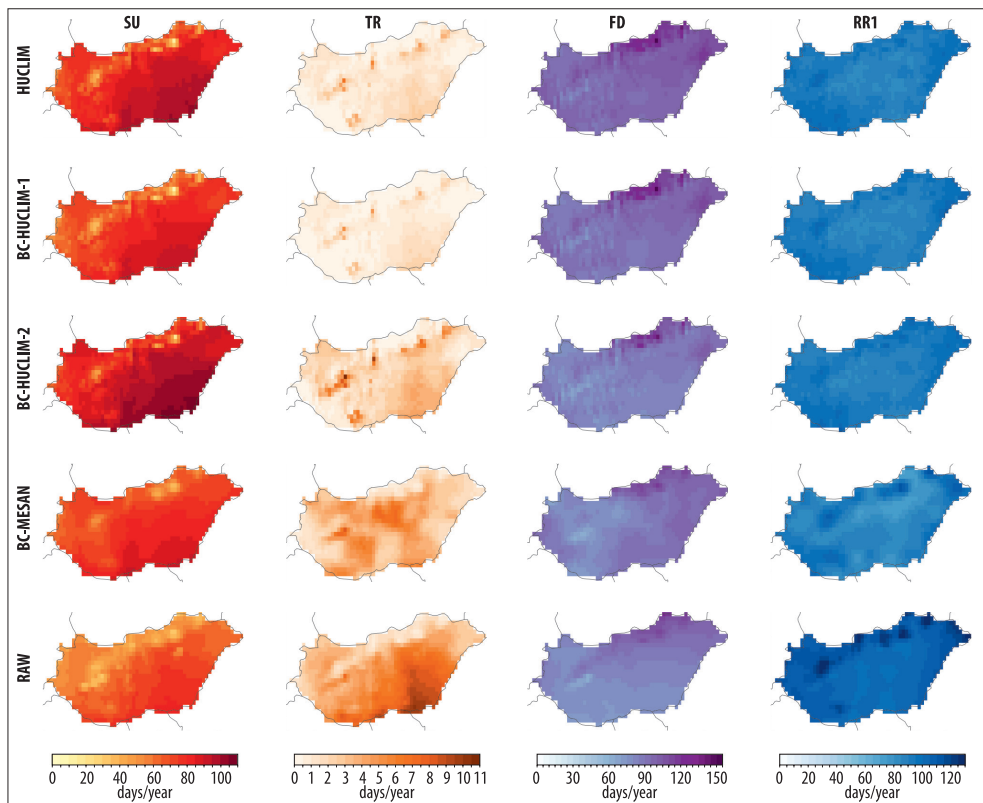 SU TR FD RR1
HUCLIM
BC-HUCLIM-1
BC-HUCLIM-2
BC-MESAN
RAW
0 20 40 60 80 100
days/year
0 1 2 3 4 5 6 7 8 9 10 11
days/year
0 30 60 90 120 150
days/year
0 20 40 60 80 100 120
days/year